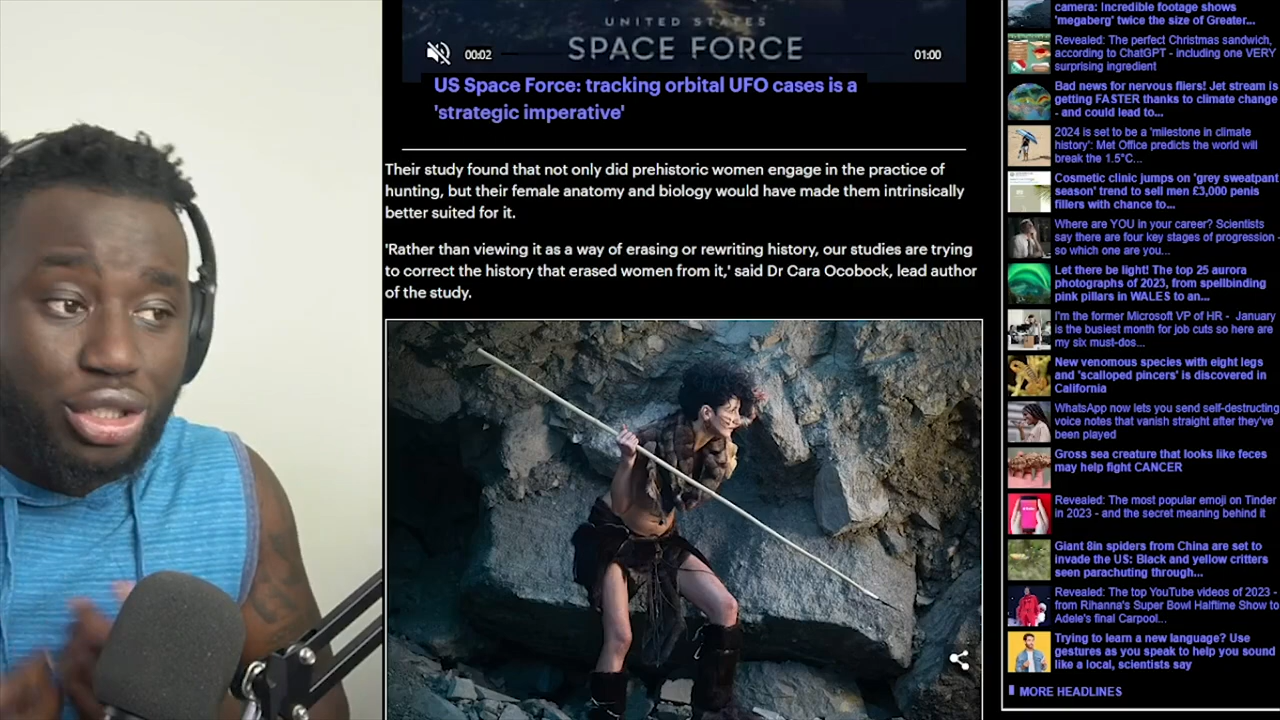 UNITED STATES
SPACE FORCE
00:02
01:00
US Space Force: tracking orbital UFO cases is a
'strategic imperative'
Their study found that not only did prehistoric women engage in the practice of
hunting, but their female anatomy and biology would have made them intrinsically
better suited for it.
'Rather than viewing it as a way of erasing or rewriting history, our studies are trying
to correct the history that erased women from it,' said Dr Cara Ocobock, lead author
of the study.
camera: Incredible footage shows
'megaberg' twice the size of Greater...
Revealed: The perfect Christmas sandwich,
according to ChatGPT - including one VERY
surprising ingredient
Bad news for nervous fliers! Jet stream is
getting FASTER thanks to climate change
- and could lead to...
2024 is set to be a 'milestone in climate
history': Met Office predicts the world will
break the 1.5°C...
Cosmetic clinic jumps on 'grey sweatpant
season' trend to sell men £3,000 penis
fillers with chance to...
Where are YOU in your career? Scientists
say there are four key stages of progression -
so which one are you...
Let there be light! The top 25 aurora
photographs of 2023, from spellbinding
pink pillars in WALES to an...
I'm the former Microsoft VP of HR - January
is the busiest month for job cuts so here are
my six must-dos...
New venomous species with eight legs
and 'scalloped pincers' is discovered in
California
WhatsApp now lets you send self-destructing
voice notes that vanish straight after they've
been played
Gross sea creature that looks like feces
may help fight CANCER
Revealed: The most popular emoji on Tinder
in 2023 - and the secret meaning behind it
Giant 8in spiders from China are set to
invade the US: Black and yellow critters
seen parachuting through...
Revealed: The top YouTube videos of 2023 -
from Rihanna's Super Bowl Halftime Show to
Adele's final Carpool...
Trying to learn a new language? Use
gestures as you speak to help you sound
like a local, scientists say
MORE HEADLINES